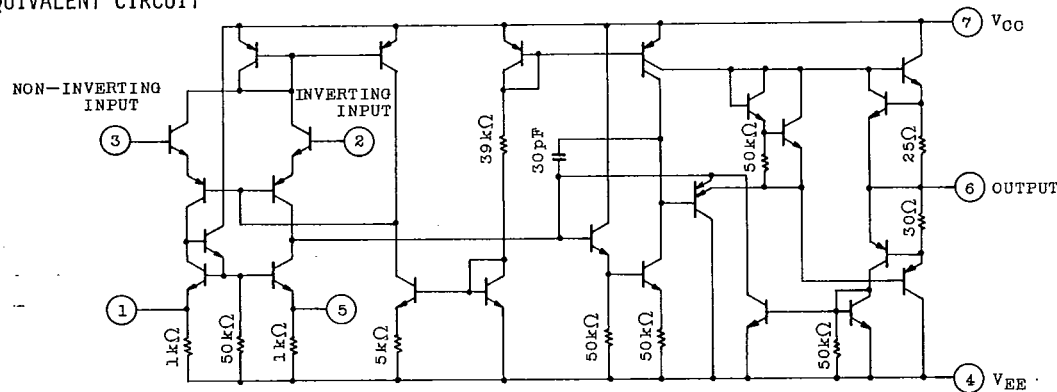 EQUIVALENT CIRCUIT
7 VCC
NON-INVERTING
INPUT
INVERTING
INPUT
3
2
39kΩ
30pF
50kΩ
25Ω
6 OUTPUT
30Ω
1
5
1kΩ
50kΩ
1kΩ
5kΩ
50kΩ
50kΩ
50kΩ
4 VEE